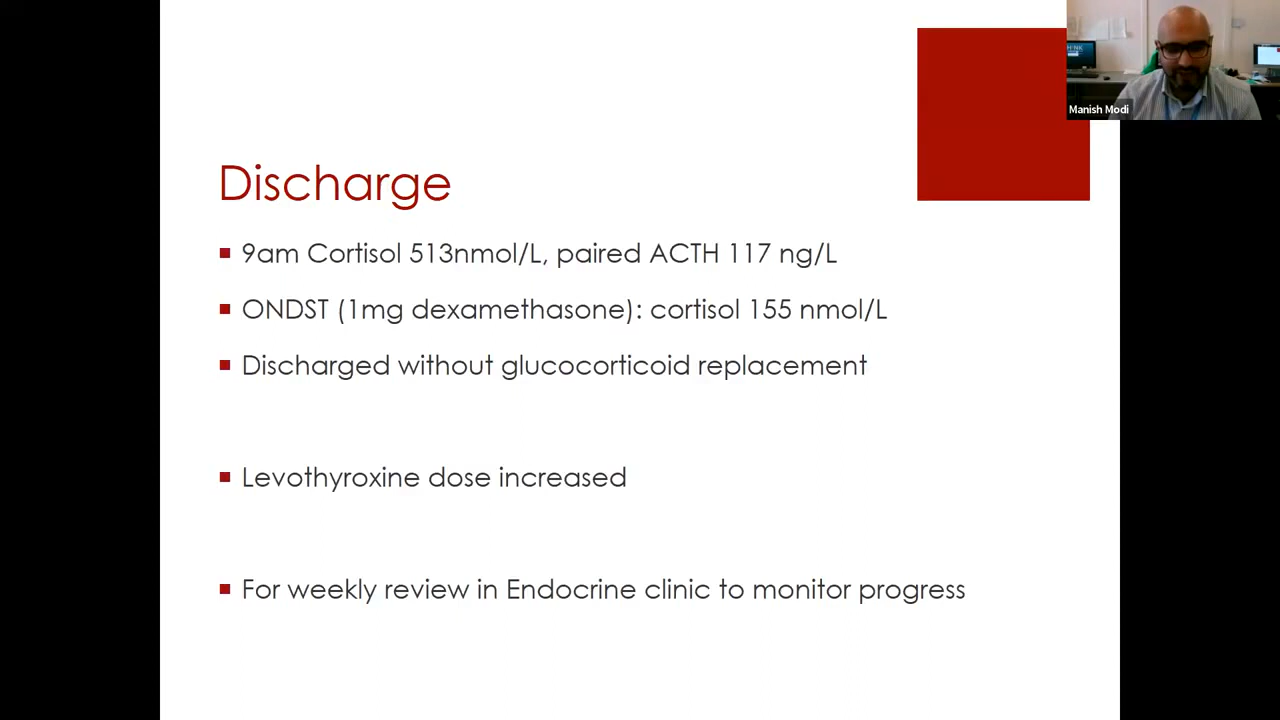 Manish Modi
Discharge
9am Cortisol 513nmol/L, paired ACTH 117 ng/L
ONDST (1mg dexamethasone): cortisol 155 nmol/L
Discharged without glucocorticoid replacement
Levothyroxine dose increased
For weekly review in Endocrine clinic to monitor progress